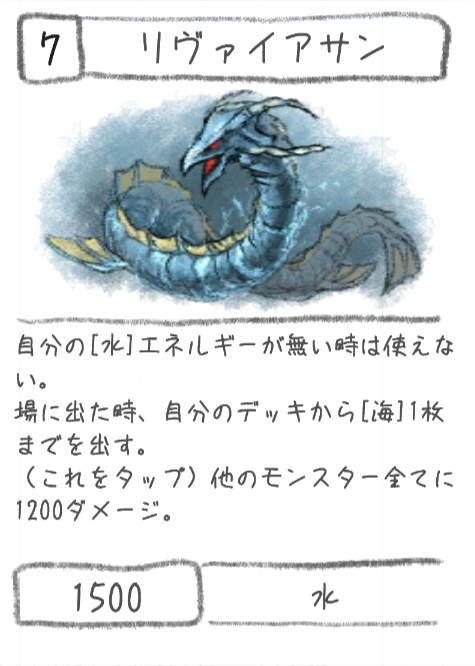 7 リヴァイアサン
自分の[水]エネルギーが無い時は使えな
い。
場に出た時、自分のデッキから[海]1枚
までを出す。
（これをタップ）他のモンスター全てに
1200ダメージ。
1500 水